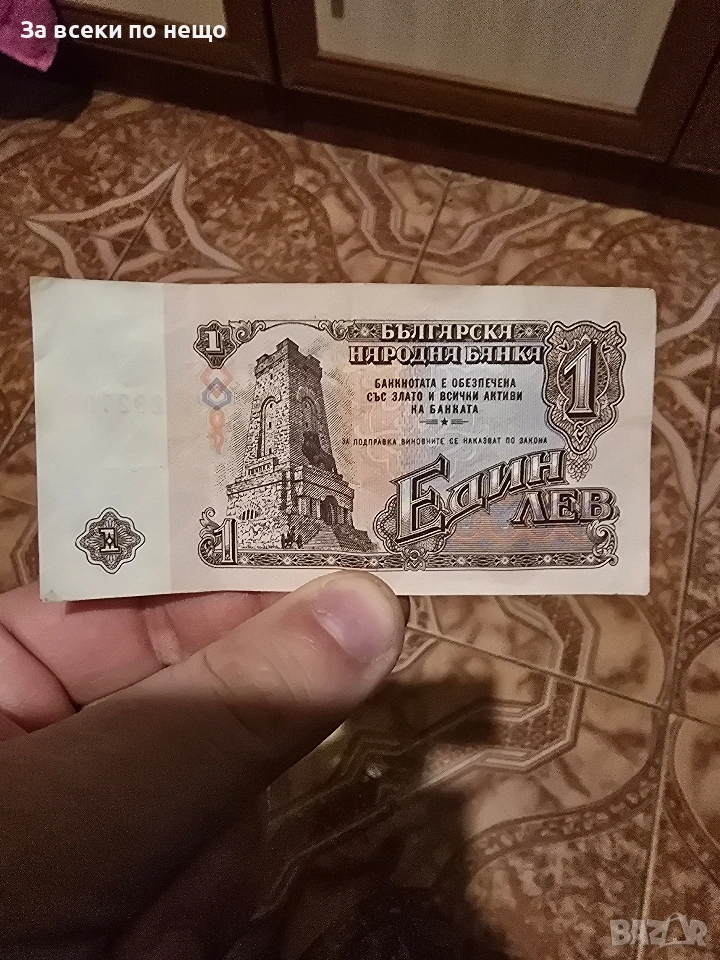 За всеки по нещо
1
БЪЛГАРСКА
НАРОДНА БАНКА
1
БАНКНОТАТА Е ОБЕЗПЕЧЕНА
СЪС ЗЛАТО И ВСИЧКИ АКТИВИ
НА БАНКАТА
ЗА ПОДПРАВКА ВИНОВНИТЕ СЕ НАКАЗВАТ ПО ЗАКОНА
ЕДИН
ЛЕВ
1
BAZAR